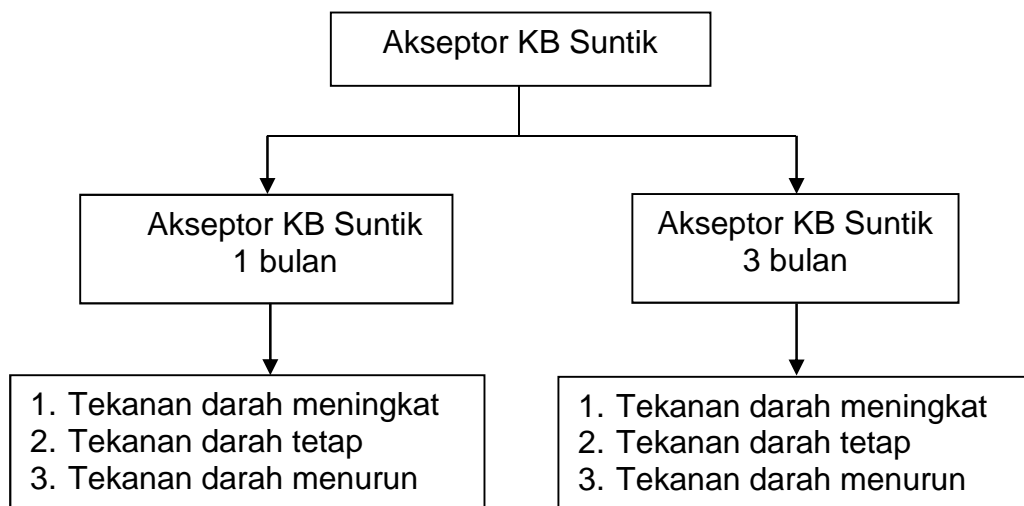 Akseptor KB Suntik
Akseptor KB Suntik
1 bulan
Akseptor KB Suntik
3 bulan
1. Tekanan darah meningkat
2. Tekanan darah tetap
3. Tekanan darah menurun
1. Tekanan darah meningkat
2. Tekanan darah tetap
3. Tekanan darah menurun